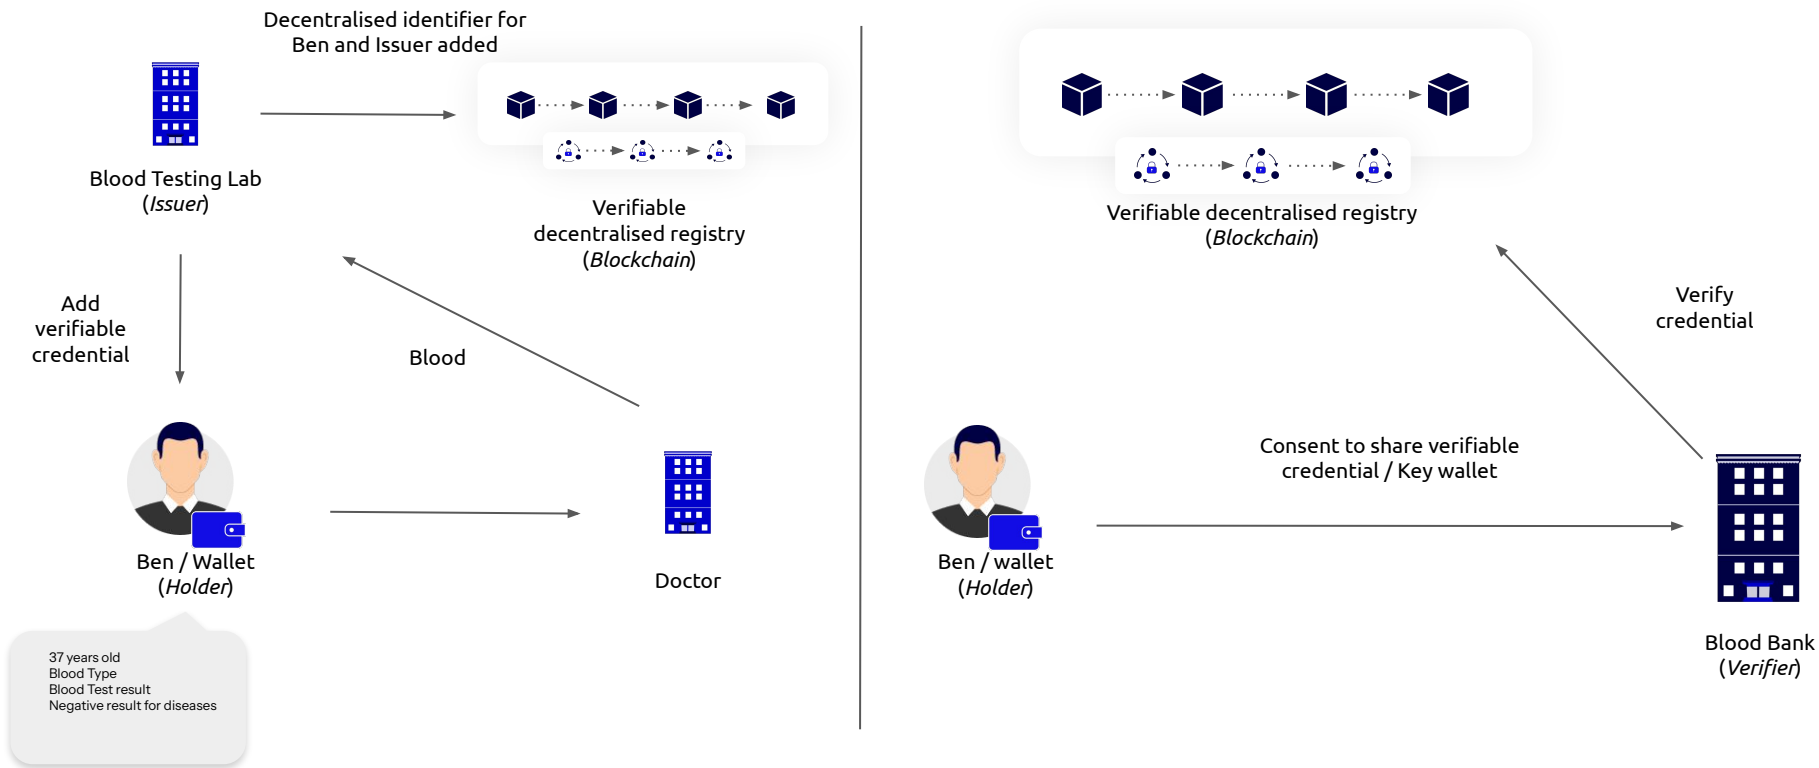 Decentralised identifier for
Ben and Issuer added
Blood Testing Lab
(Issuer)
Verifiable
decentralised registry
(Blockchain)
Add
verifiable
credential
Blood
Ben / Wallet
(Holder)
Doctor
37 years old
Blood Type
Blood Test result
Negative result for diseases
Verifiable decentralised registry
(Blockchain)
Verify
credential
Consent to share verifiable
credential / Key wallet
Ben / wallet
(Holder)
Blood Bank
(Verifier)